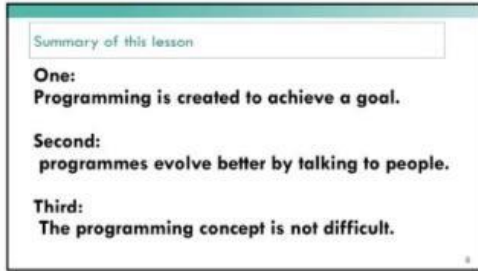 Summary of this lesson
One:
Programming is created to achieve a goal.
Second:
programmes evolve better by talking to people.
Third:
The programming concept is not difficult.